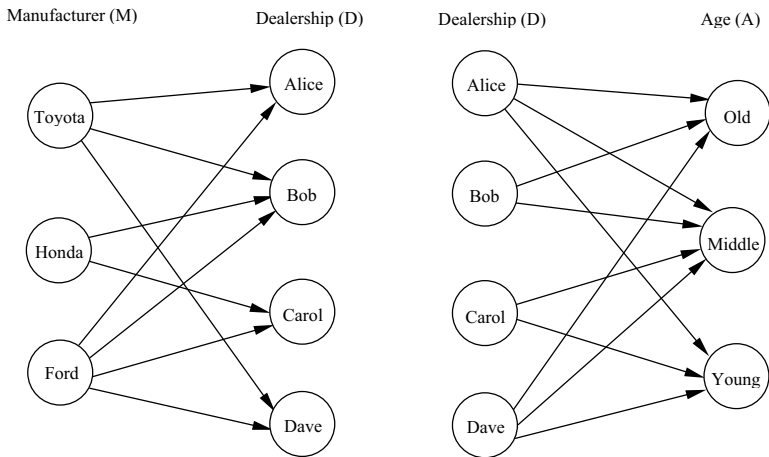 Manufacturer (M)
Dealership (D)
Toyota
Honda
Ford
Alice
Bob
Carol
Dave
Dealership (D)
Age (A)
Alice
Bob
Carol
Dave
Old
Middle
Young